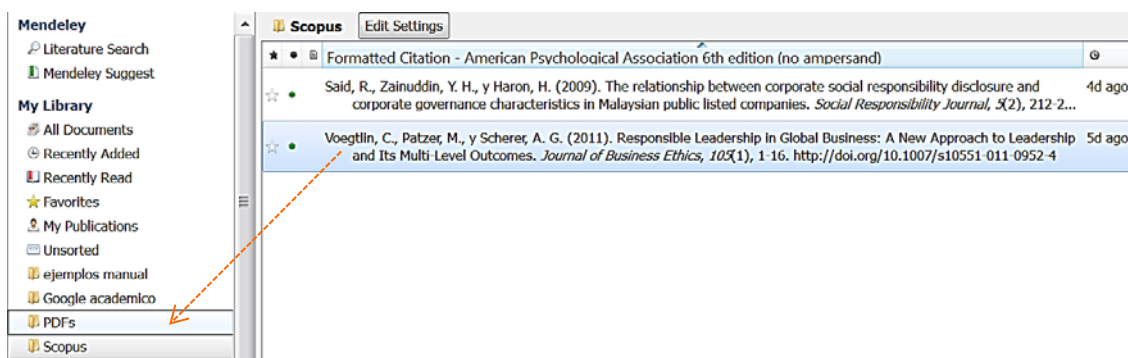 Mendeley
Literature Search
Mendeley Suggest
My Library
All Documents
Recently Added
Recently Read
Favorites
My Publications
Unsorted
ejemplos manual
Google academico
PDFs
Scopus
Scopus Edit Settings
Formatted Citation - American Psychological Association 6th edition (no ampersand)
Said, R., Zainuddin, Y. H., y Haron, H. (2009). The relationship between corporate social responsibility disclosure and 4d ago
corporate governance characteristics in Malaysian public listed companies. Social Responsibility Journal, 5(2), 212-2...
Voegtlin, C., Patzer, M., y Scherer, A. G. (2011). Responsible Leadership in Global Business: A New Approach to Leadership 5d ago
and Its Multi-Level Outcomes. Journal of Business Ethics, 105(1), 1-16. http://doi.org/10.1007/s10551-011-0952-4